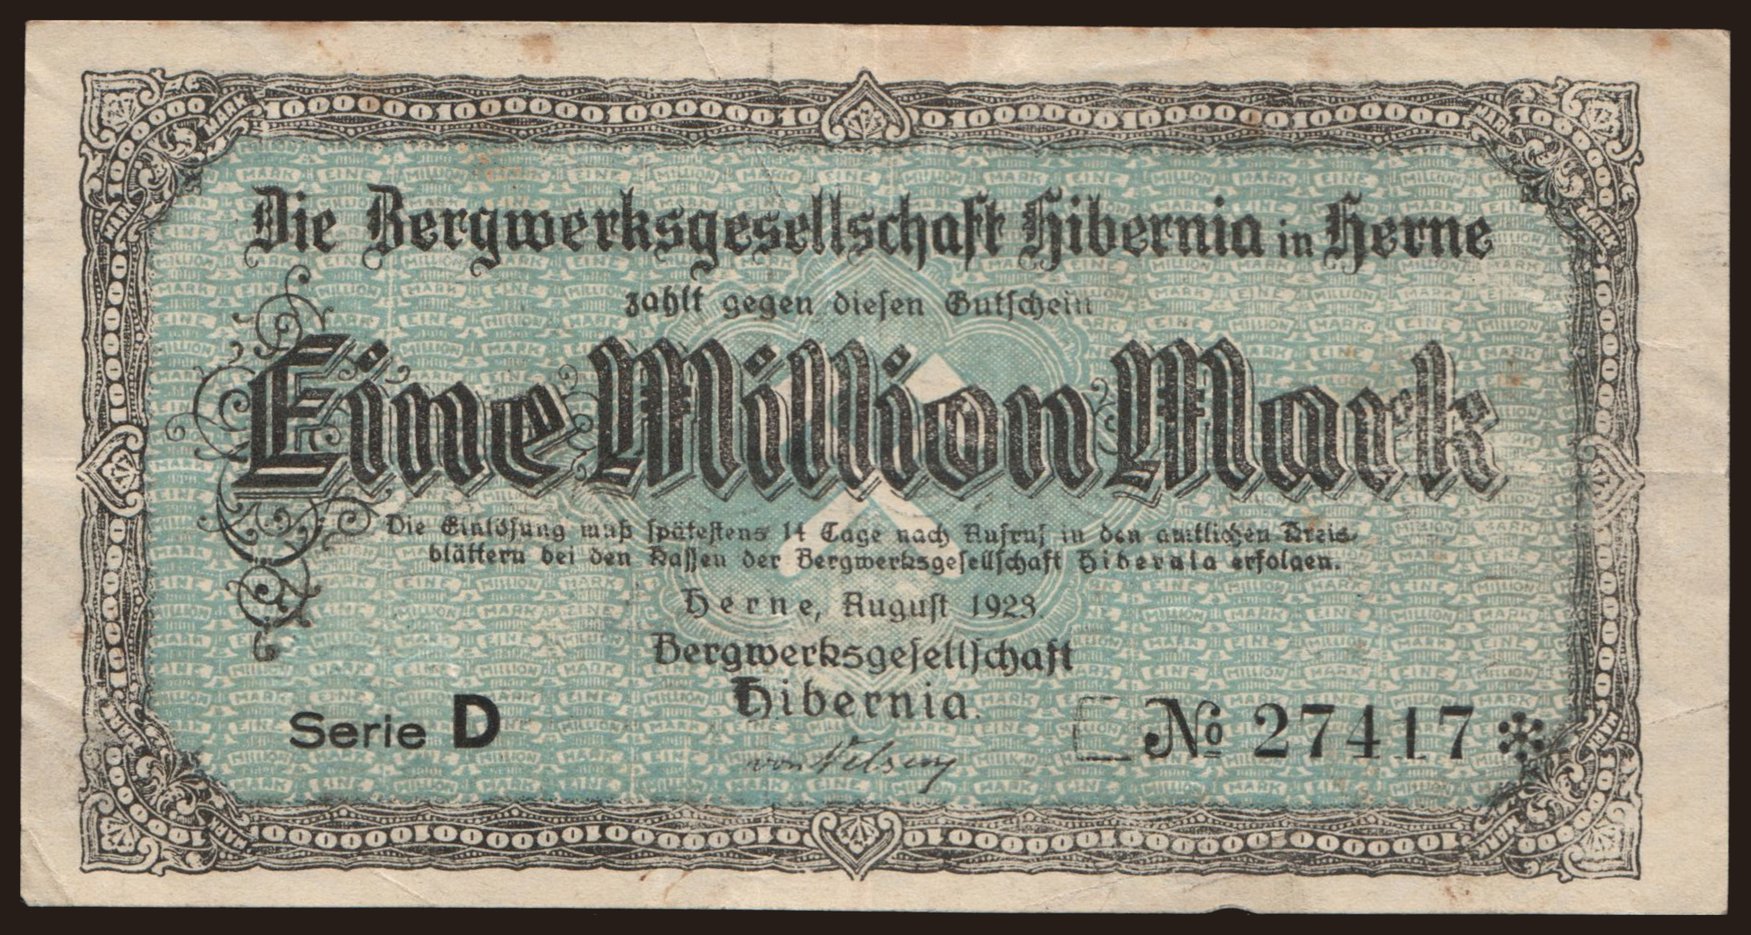 Die Bergwerksgesellschaft Hibernia in Herne
zahlt gegen diesen Gutschein
Eine Million Mark
Die Einlösung muß spätestens 14 Tage nach Aufruf in den amtlichen Kreis-
blättern bei den Kassen der Bergwerksgesellschaft Hibernia erfolgen.
Herne, August 1923.
Bergwerksgesellschaft
Hibernia.
Serie D
№ 27417 *